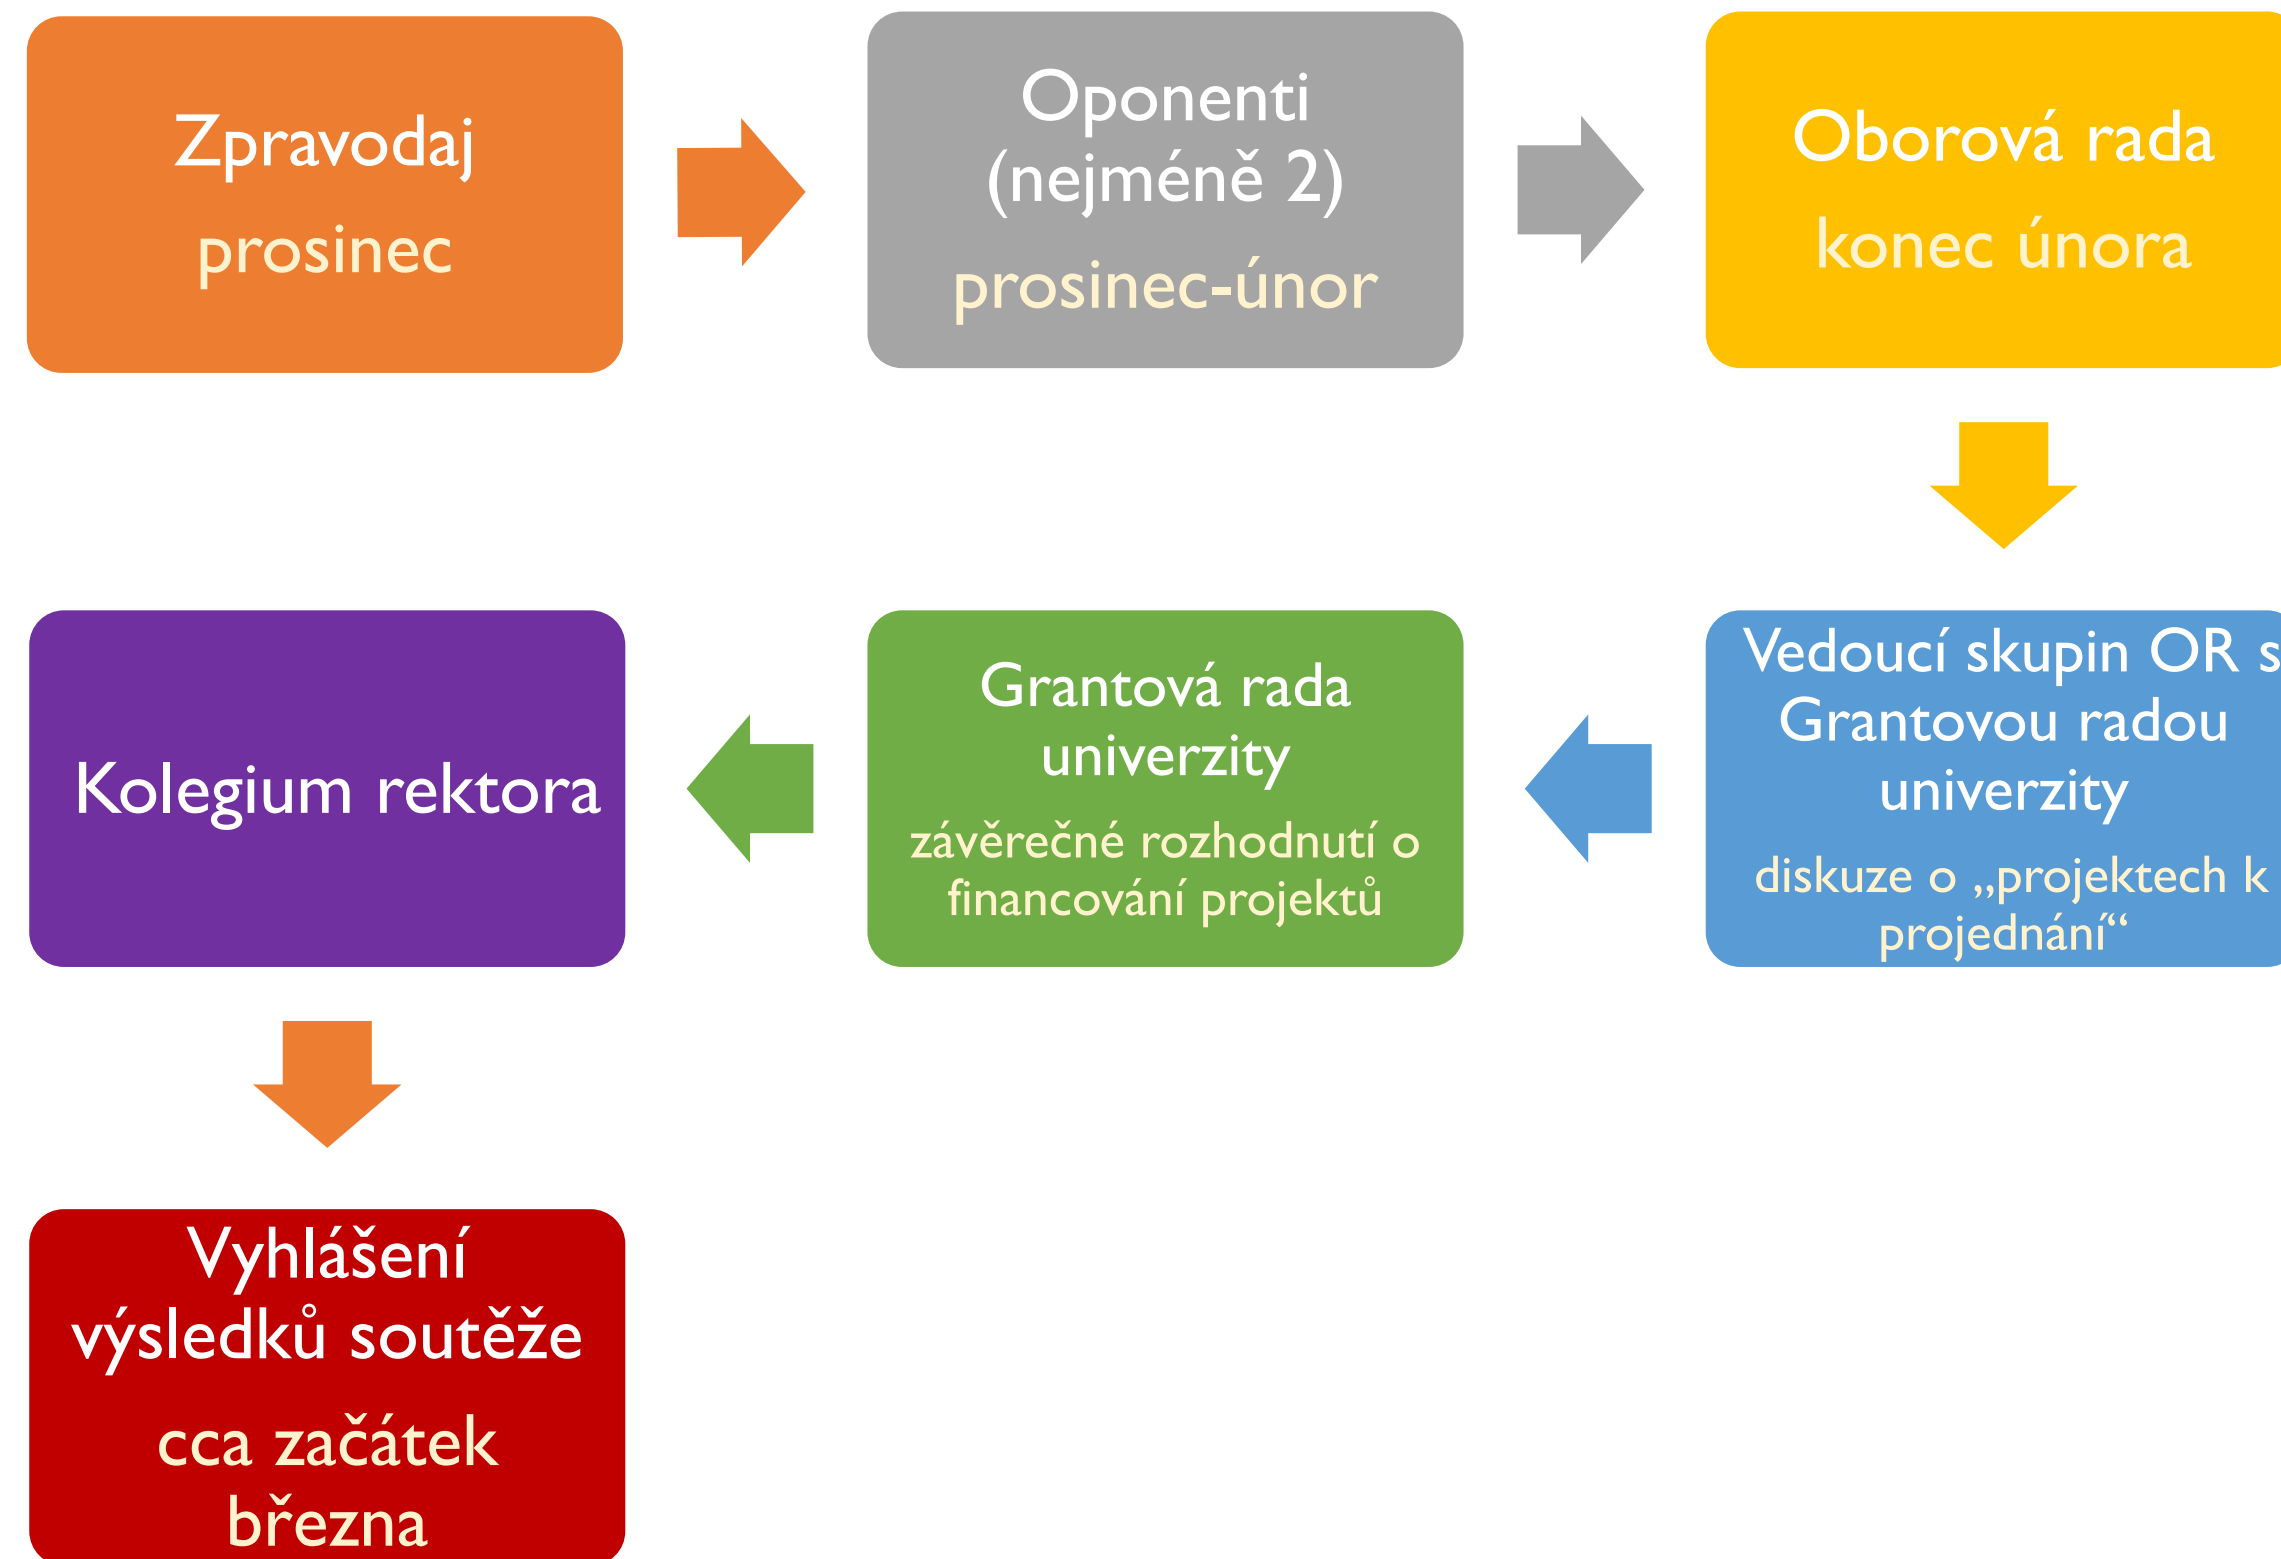 Zpravodaj
prosinec
Oponenti
(nejméně 2)
prosinec-únor
Oborová rada
konec února
Vedoucí skupin OR s
Grantovou radou
univerzity
diskuze o „projektech k
projednání“
Grantová rada
univerzity
závěrečné rozhodnutí o
financování projektů
Kolegium rektora
Vyhlášení
výsledků soutěže
cca začátek
března